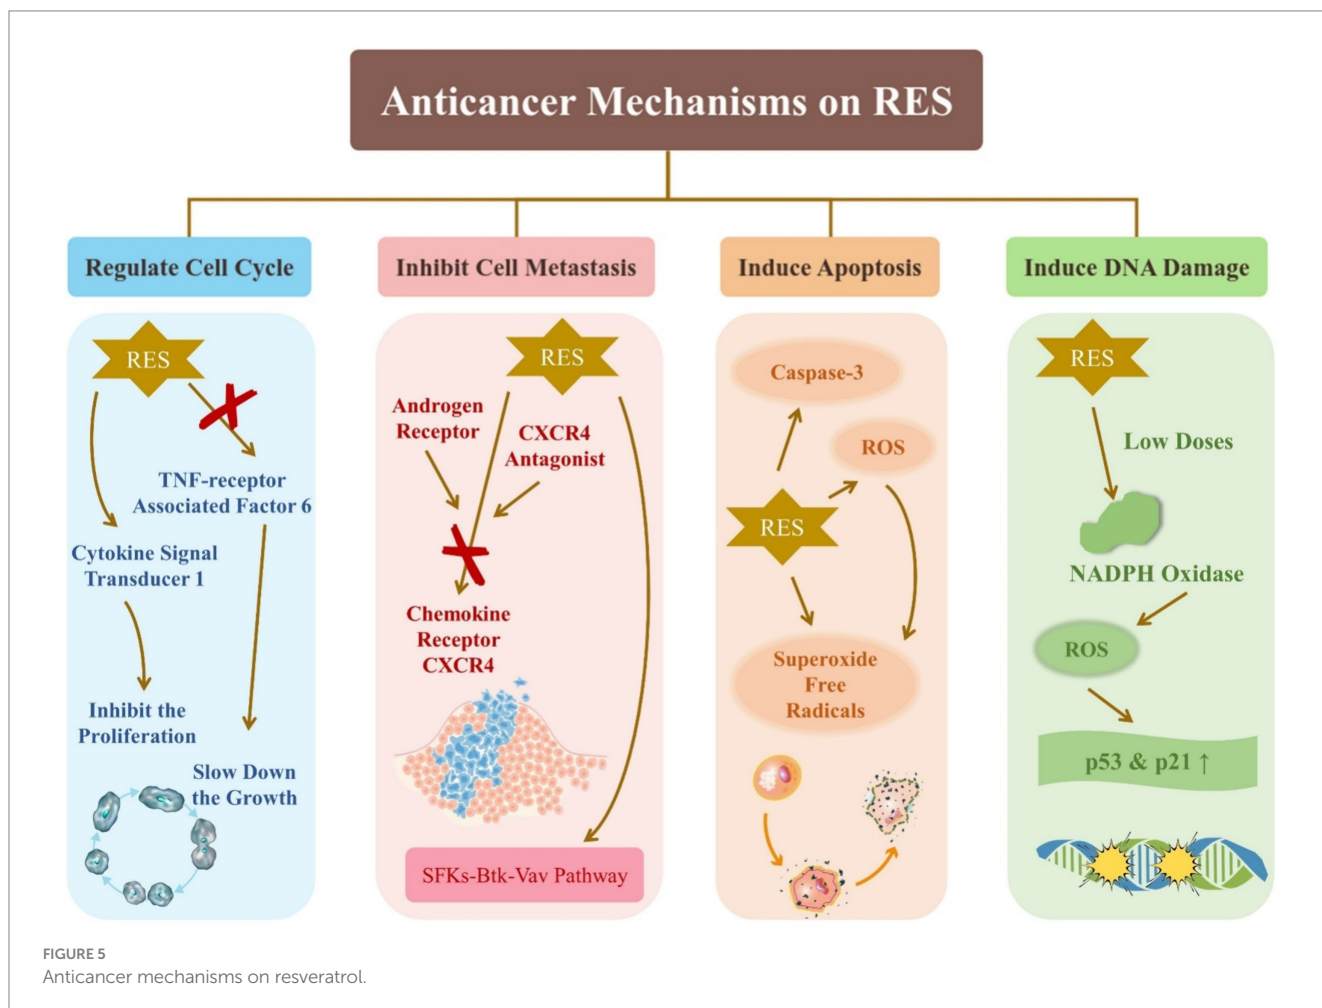 Anticancer Mechanisms on RES
Regulate Cell Cycle
RES
TNF-receptor
Associated Factor 6
Cytokine Signal
Transducer 1
Inhibit the
Proliferation
Slow Down
the Growth
Inhibit Cell Metastasis
RES
Androgen
Receptor
CXCR4
Antagonist
Chemokine
Receptor
CXCR4
SFKs-Btk-Vav Pathway
Induce Apoptosis
Caspase-3
ROS
RES
Superoxide
Free
Radicals
Induce DNA Damage
RES
Low Doses
NADPH Oxidase
ROS
p53 & p21 ↑
FIGURE 5
Anticancer mechanisms on resveratrol.